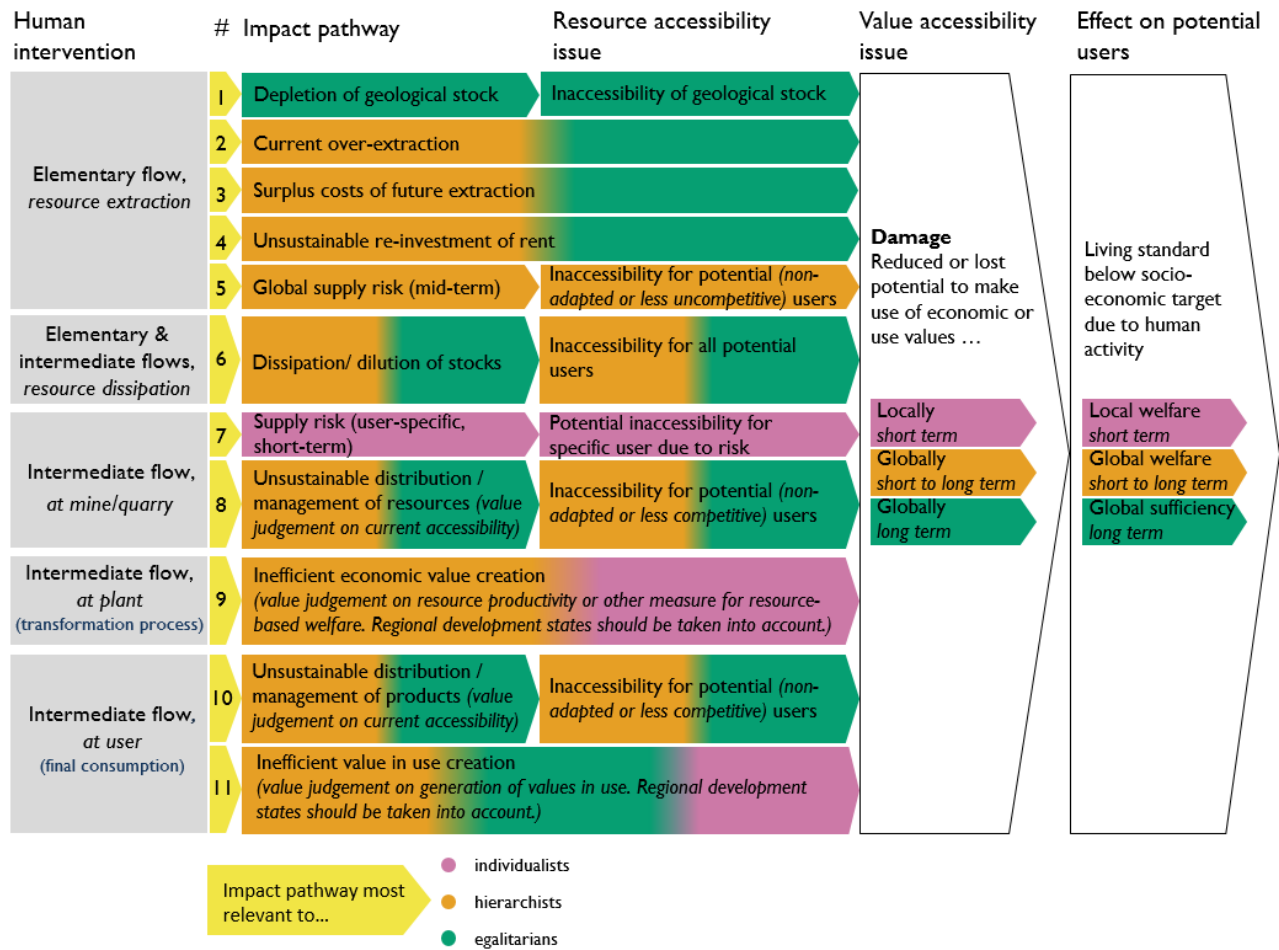 Human
intervention
#
Impact pathway
Resource accessibility
issue
Value accessibility
issue
Effect on potential
users
Elementary flow,
resource extraction
1
Depletion of geological stock
Inaccessibility of geological stock
2
Current over-extraction
3
Surplus costs of future extraction
4
Unsustainable re-investment of rent
5
Global supply risk (mid-term)
Inaccessibility for potential (non-
adapted or less uncompetitive) users
Elementary &
intermediate flows,
resource dissipation
6
Dissipation/ dilution of stocks
Inaccessibility for all potential
users
Intermediate flow,
at mine/quarry
7
Supply risk (user-specific,
short-term)
Potential inaccessibility for
specific user due to risk
8
Unsustainable distribution /
management of resources (value
judgement on current accessibility)
Inaccessibility for potential (non-
adapted or less competitive) users
Intermediate flow,
at plant
(transformation process)
9
Inefficient economic value creation
(value judgement on resource productivity or other measure for resource-
based welfare. Regional development states should be taken into account.)
Intermediate flow,
at user
(final consumption)
10
Unsustainable distribution /
management of products (value
judgement on current accessibility)
Inaccessibility for potential (non-
adapted or less competitive) users
11
Inefficient value in use creation
(value judgement on generation of values in use. Regional development
states should be taken into account.)
Damage
Reduced or lost
potential to make
use of economic or
use values …
Locally
short term
Globally
short to long term
Globally
long term
Living standard
below socio-
economic target
due to human
activity
Local welfare
short term
Global welfare
short to long term
Global sufficiency
long term
Impact pathway most
relevant to...
individualists
hierarchists
egalitarians